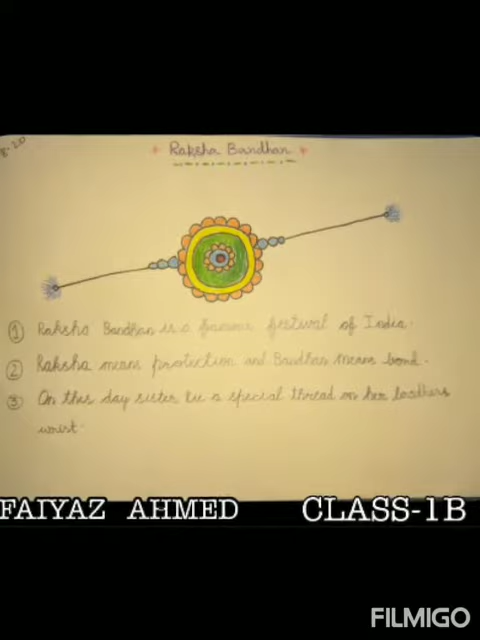 * Raksha Bandhan *
① Raksha Bandhan is a famous festival of India.
② Raksha means protection and Bandhan means bond.
③ On this day sister tie a special thread on her brothers
wrist.
FAIYAZ AHMED CLASS-1B
FILMIGO